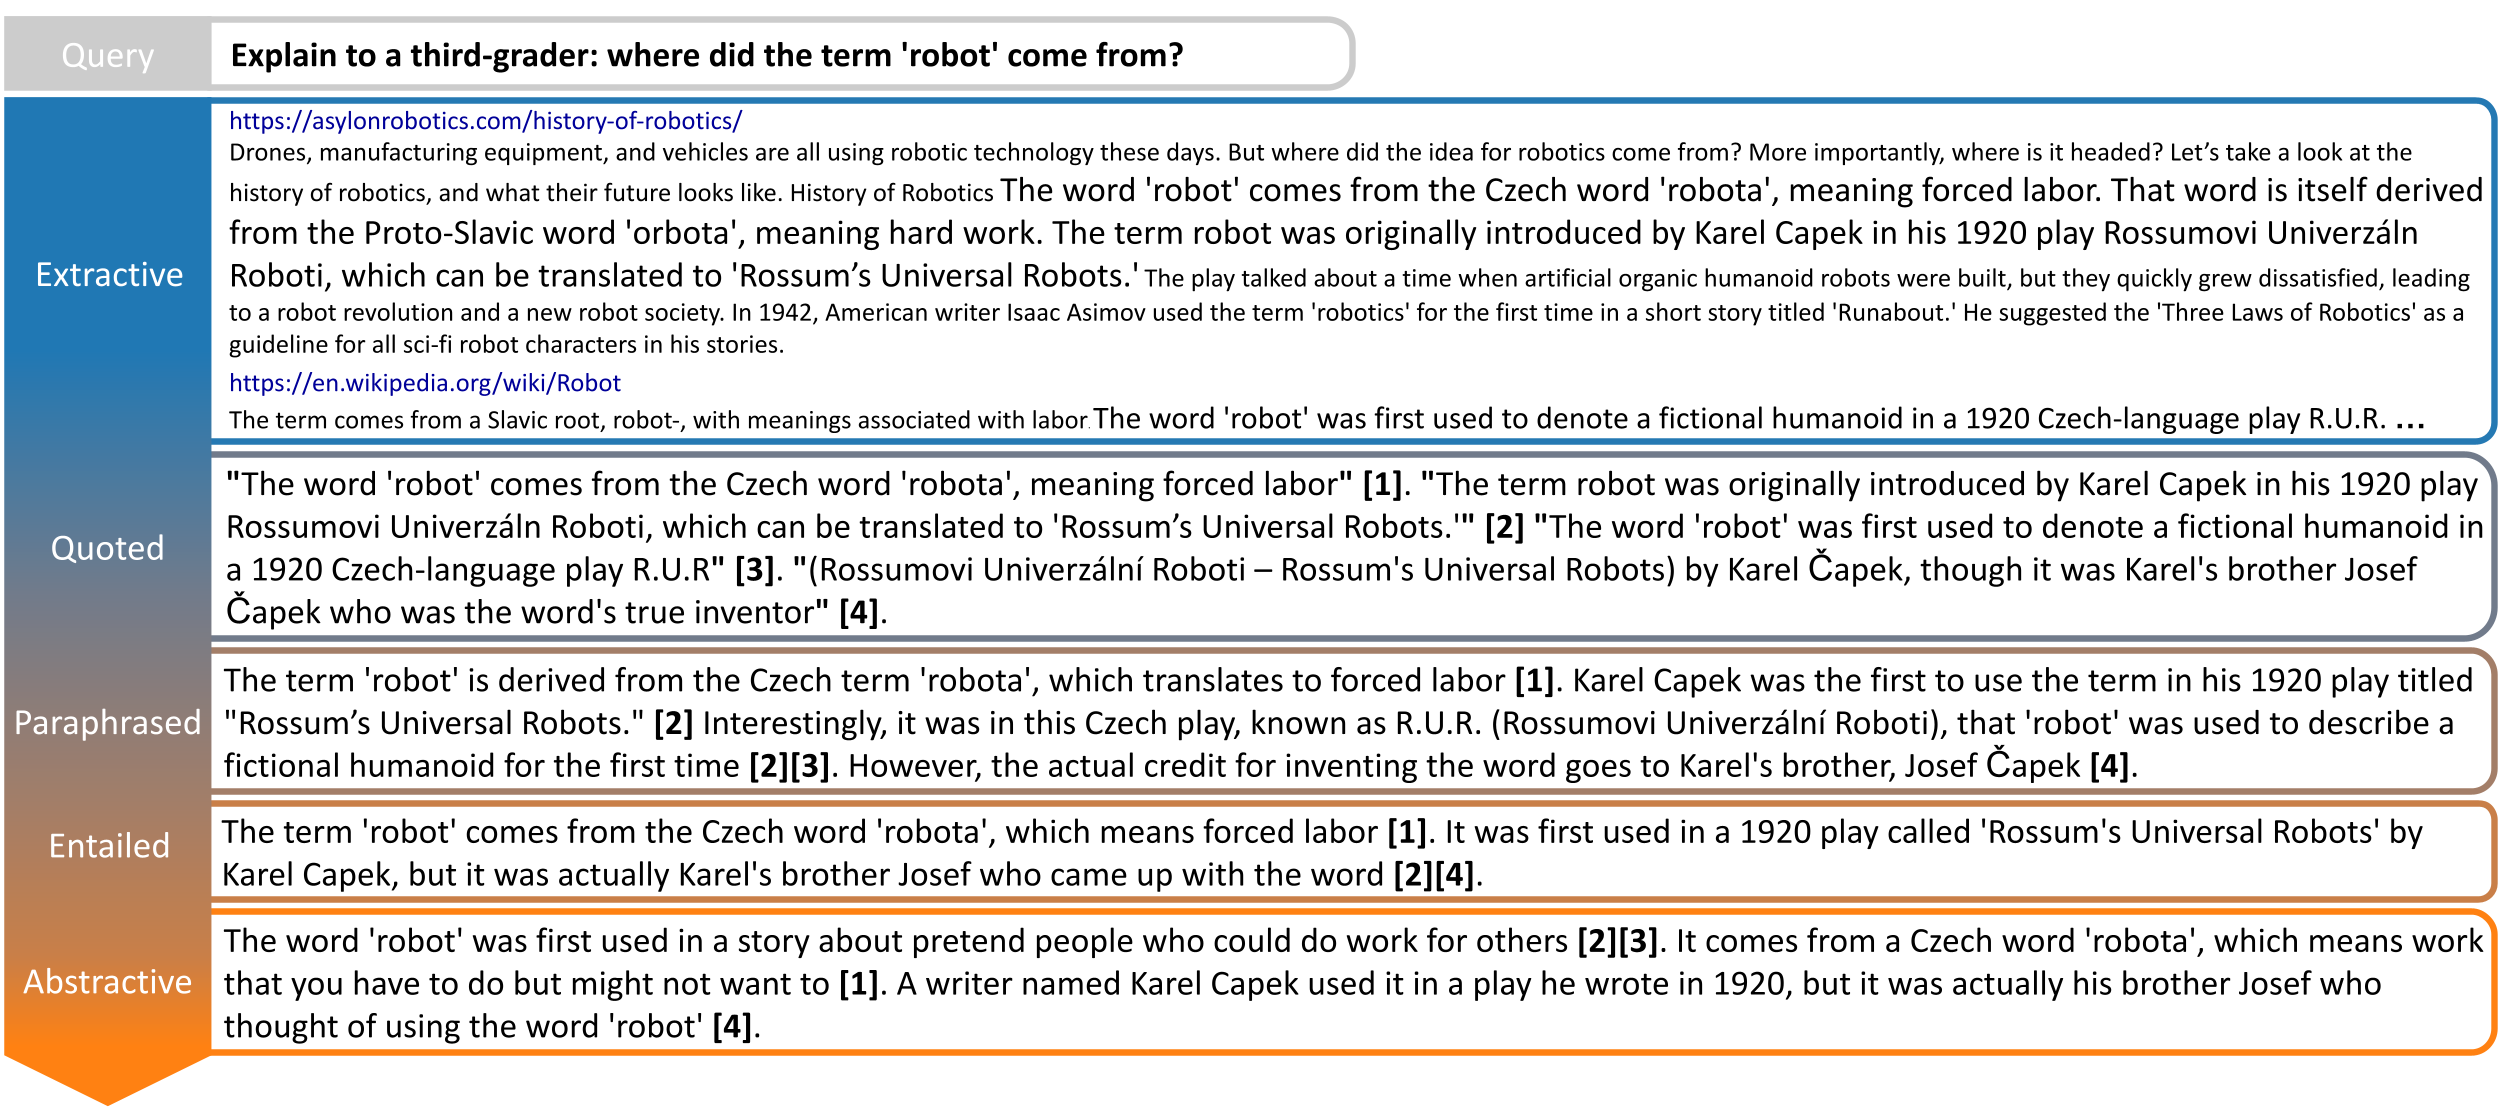 Query
Explain to a third-grader: where did the term 'robot' come from?
Extractive
https://asylonrobotics.com/history-of-robotics/
Drones, manufacturing equipment, and vehicles are all using robotic technology these days. But where did the idea for robotics come from? More importantly, where is it headed? Let’s take a look at the
history of robotics, and what their future looks like. History of Robotics The word 'robot' comes from the Czech word 'robota', meaning forced labor. That word is itself derived
from the Proto-Slavic word 'orbota', meaning hard work. The term robot was originally introduced by Karel Capek in his 1920 play Rossumovi Univerzáln
Roboti, which can be translated to 'Rossum’s Universal Robots.' The play talked about a time when artificial organic humanoid robots were built, but they quickly grew dissatisfied, leading
to a robot revolution and a new robot society. In 1942, American writer Isaac Asimov used the term 'robotics' for the first time in a short story titled 'Runabout.' He suggested the 'Three Laws of Robotics' as a
guideline for all sci-fi robot characters in his stories.
https://en.wikipedia.org/wiki/Robot
The term comes from a Slavic root, robot-, with meanings associated with labor. The word 'robot' was first used to denote a fictional humanoid in a 1920 Czech-language play R.U.R. ...
Quoted
"The word 'robot' comes from the Czech word 'robota', meaning forced labor" [1]. "The term robot was originally introduced by Karel Capek in his 1920 play
Rossumovi Univerzáln Roboti, which can be translated to 'Rossum’s Universal Robots.'" [2] "The word 'robot' was first used to denote a fictional humanoid in
a 1920 Czech-language play R.U.R" [3]. "(Rossumovi Univerzální Roboti – Rossum's Universal Robots) by Karel Čapek, though it was Karel's brother Josef
Čapek who was the word's true inventor" [4].
Paraphrased
The term 'robot' is derived from the Czech term 'robota', which translates to forced labor [1]. Karel Capek was the first to use the term in his 1920 play titled
"Rossum’s Universal Robots." [2] Interestingly, it was in this Czech play, known as R.U.R. (Rossumovi Univerzální Roboti), that 'robot' was used to describe a
fictional humanoid for the first time [2][3]. However, the actual credit for inventing the word goes to Karel's brother, Josef Čapek [4].
Entailed
The term 'robot' comes from the Czech word 'robota', which means forced labor [1]. It was first used in a 1920 play called 'Rossum's Universal Robots' by
Karel Capek, but it was actually Karel's brother Josef who came up with the word [2][4].
Abstractive
The word 'robot' was first used in a story about pretend people who could do work for others [2][3]. It comes from a Czech word 'robota', which means work
that you have to do but might not want to [1]. A writer named Karel Capek used it in a play he wrote in 1920, but it was actually his brother Josef who
thought of using the word 'robot' [4].